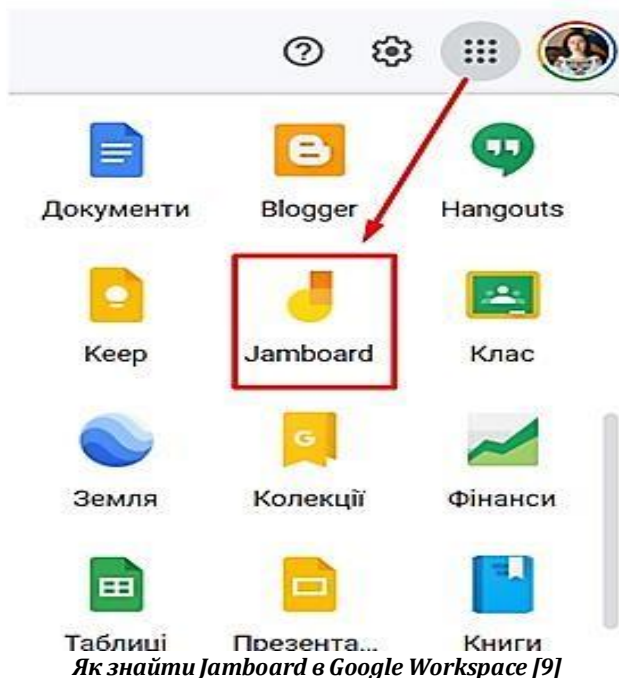 Документи Blogger Hangouts
Keep Jamboard Клас
G
Земля Колекції Фінанси
Таблиці Презента... Книги
Як знайти Jamboard в Google Workspace [9]